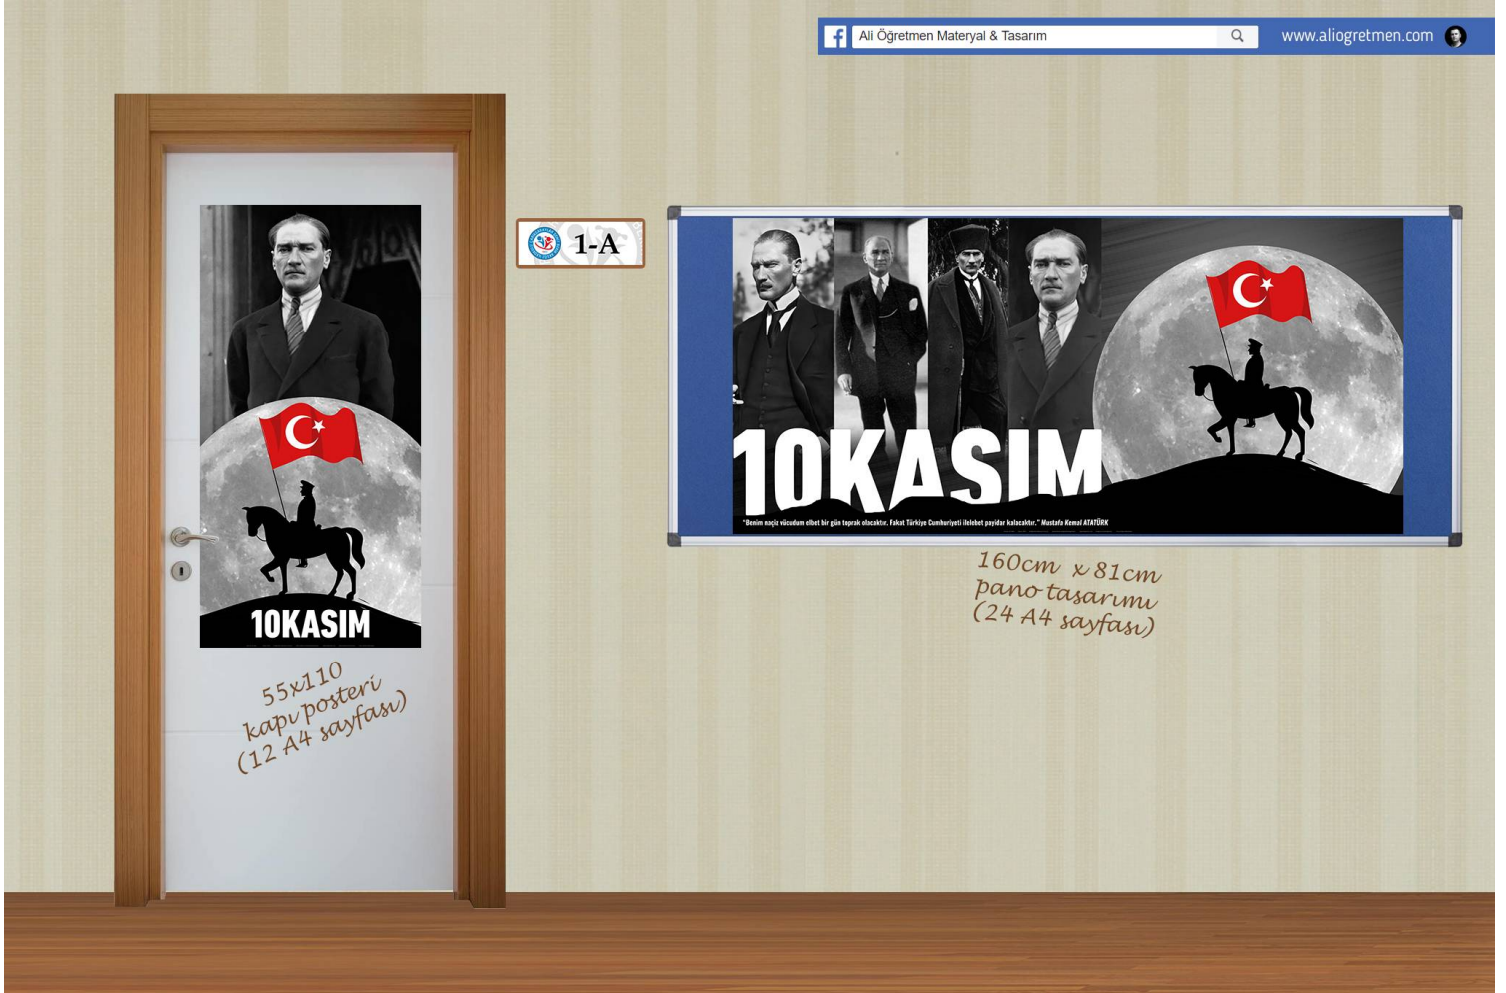 Ali Öğretmen Materyal & Tasarım
www.aliogretmen.com
1-A
10KASIM
55x110
kapı posteri
(12 A4 sayfası)
10KASIM
"Benim naçiz vücudum elbet bir gün toprak olacaktır. Fakat Türkiye Cumhuriyeti ilelebet payidar kalacaktır." Mustafa Kemal ATATÜRK
160cm x 81cm
pano tasarımı
(24 A4 sayfası)